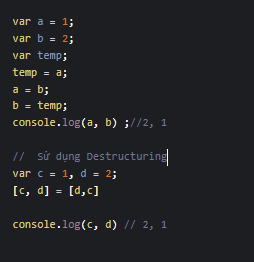 var a = 1;
var b = 2;
var temp;
temp = a;
a = b;
b = temp;
console.log(a, b) ;//2, 1
//  Sử dụng Destructuring
var c = 1, d = 2;
[c, d] = [d,c]
console.log(c, d) // 2, 1